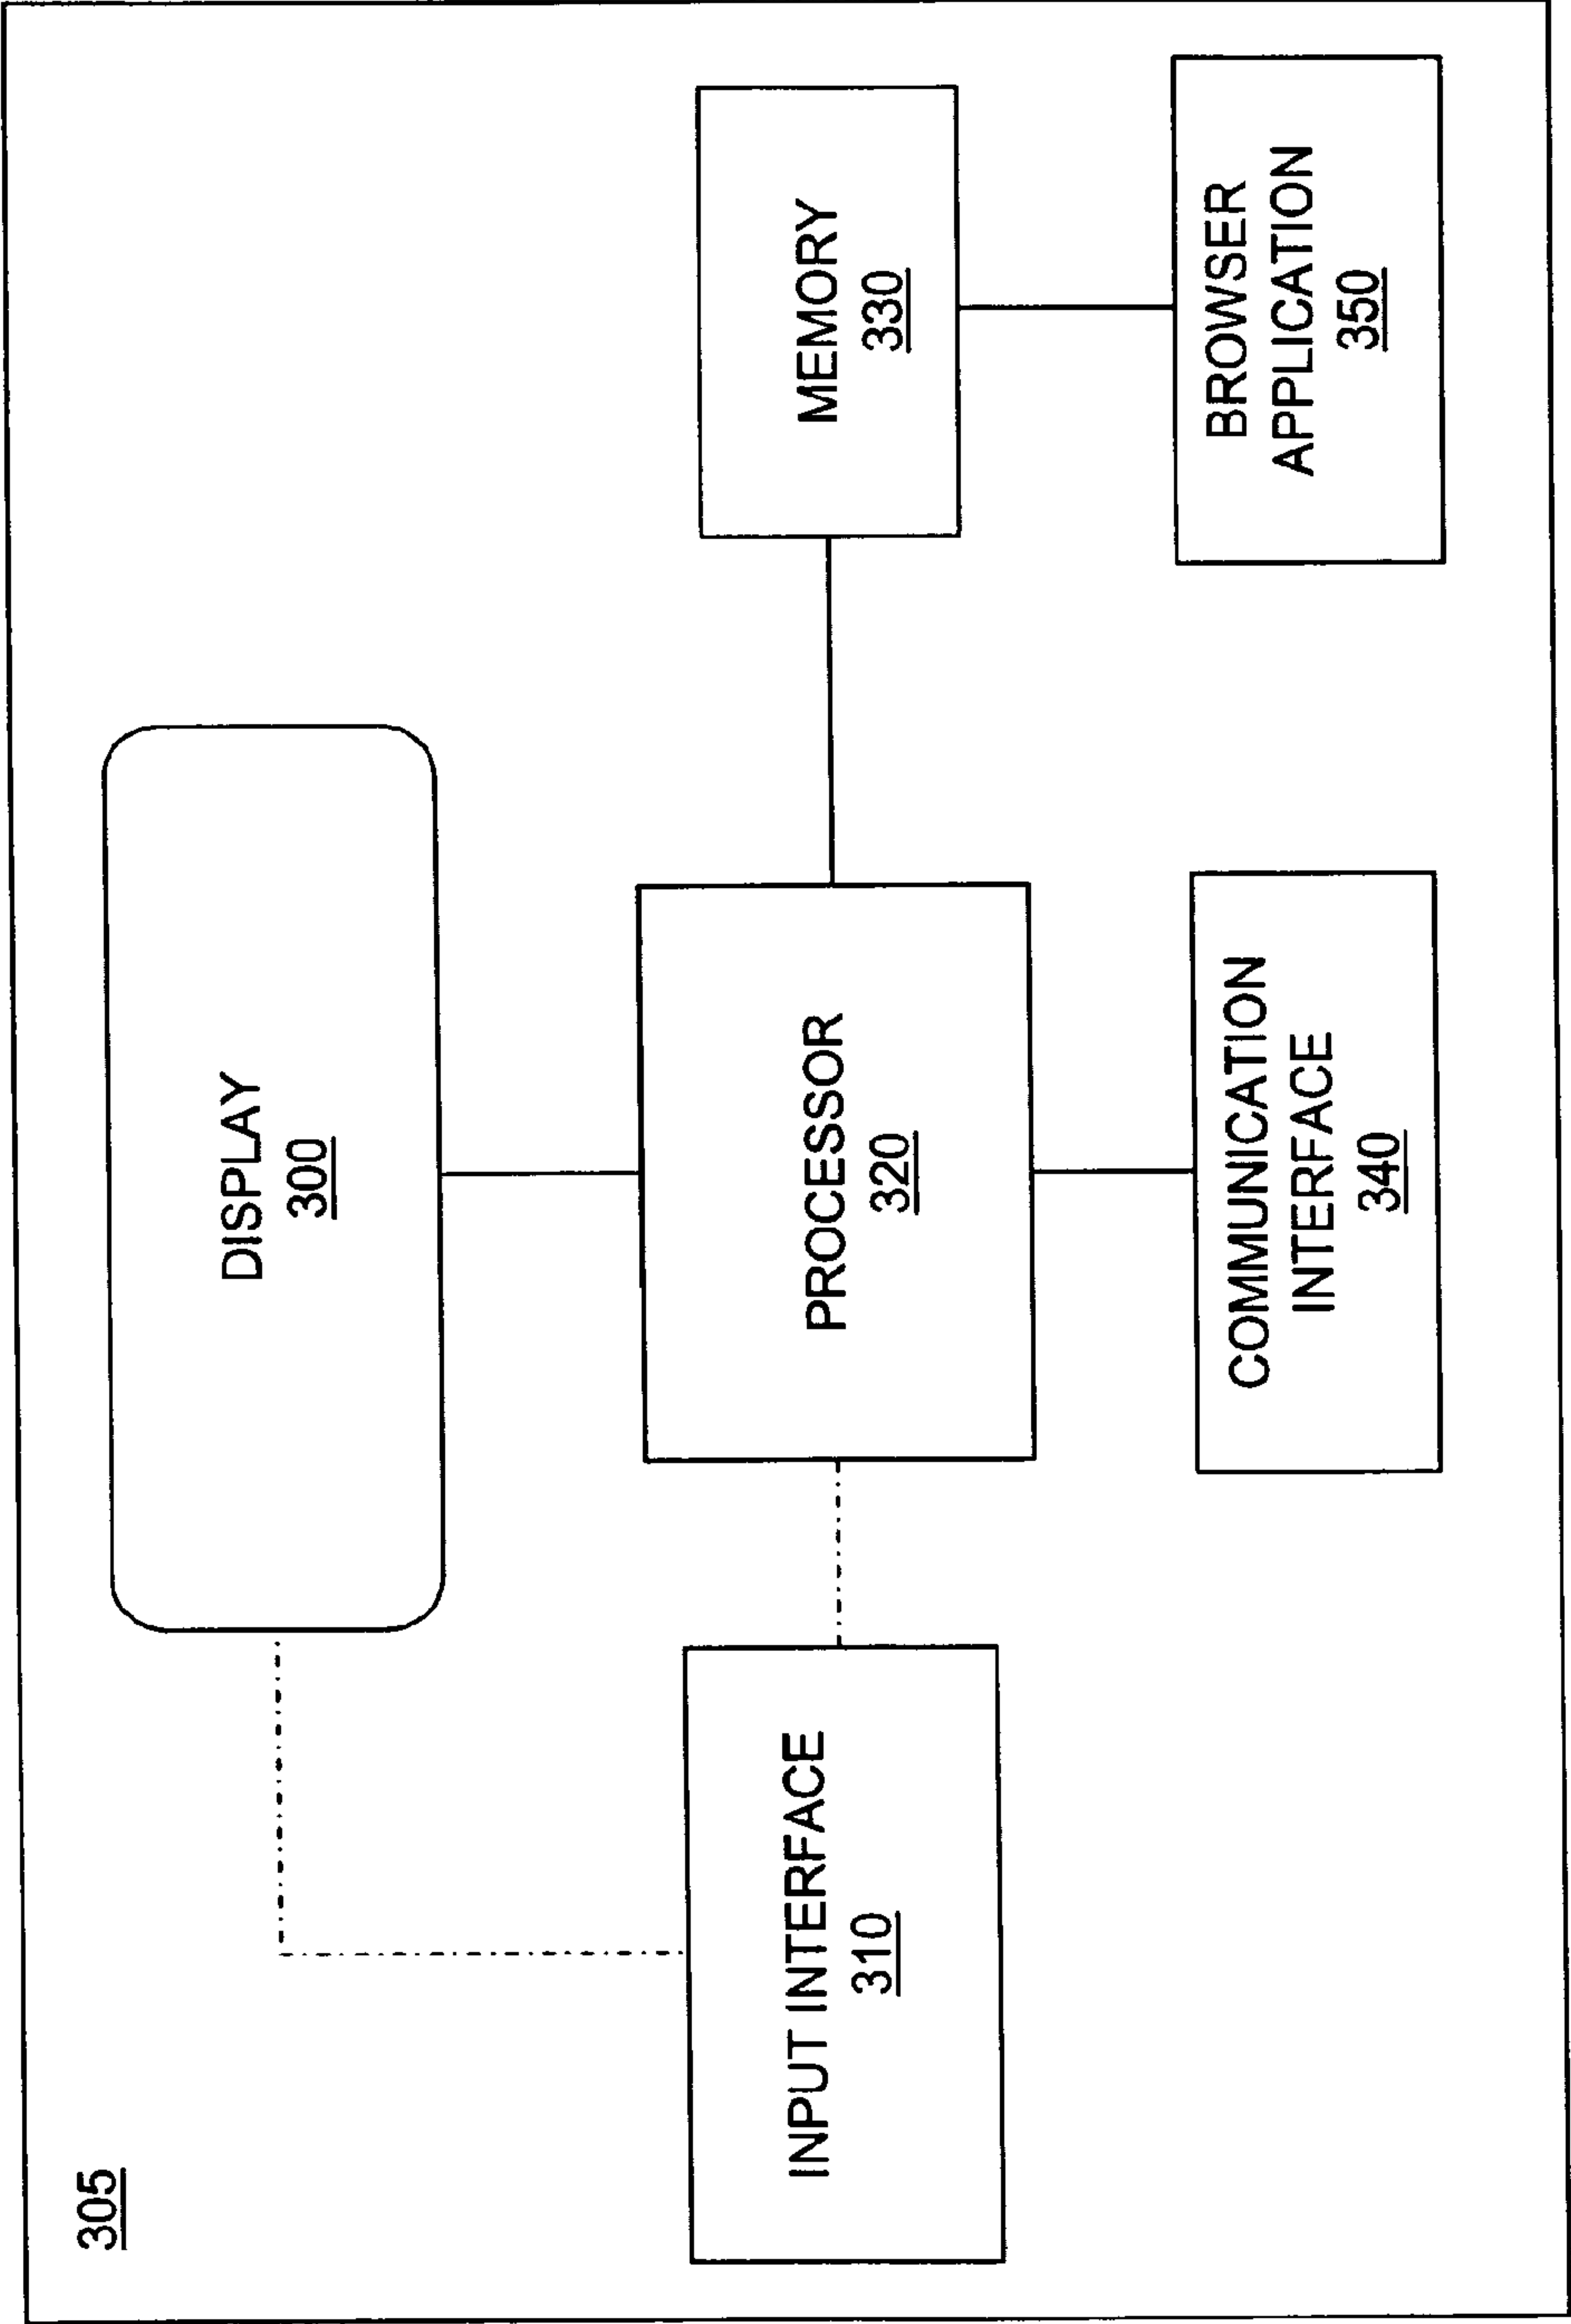 305
DISPLAY
300
INPUT INTERFACE
310
PROCESSOR
320
MEMORY
330
COMMUNICATION
INTERFACE
340
BROWSER
APPLICATION
350